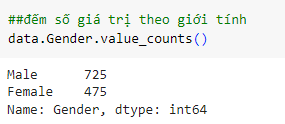 ##đếm số giá trị theo giới tính
data.Gender.value_counts()
Male 725
Female 475
Name: Gender, dtype: int64